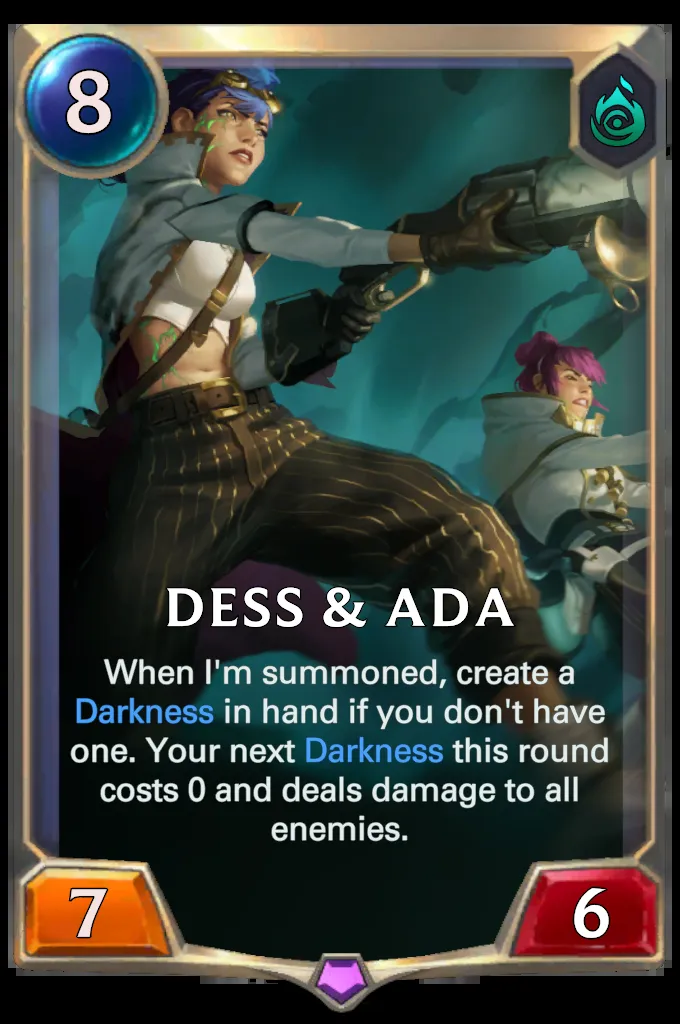 8
DESS & ADA
When I'm summoned, create a
Darkness in hand if you don't have
one. Your next Darkness this round
costs 0 and deals damage to all
enemies.
7
6